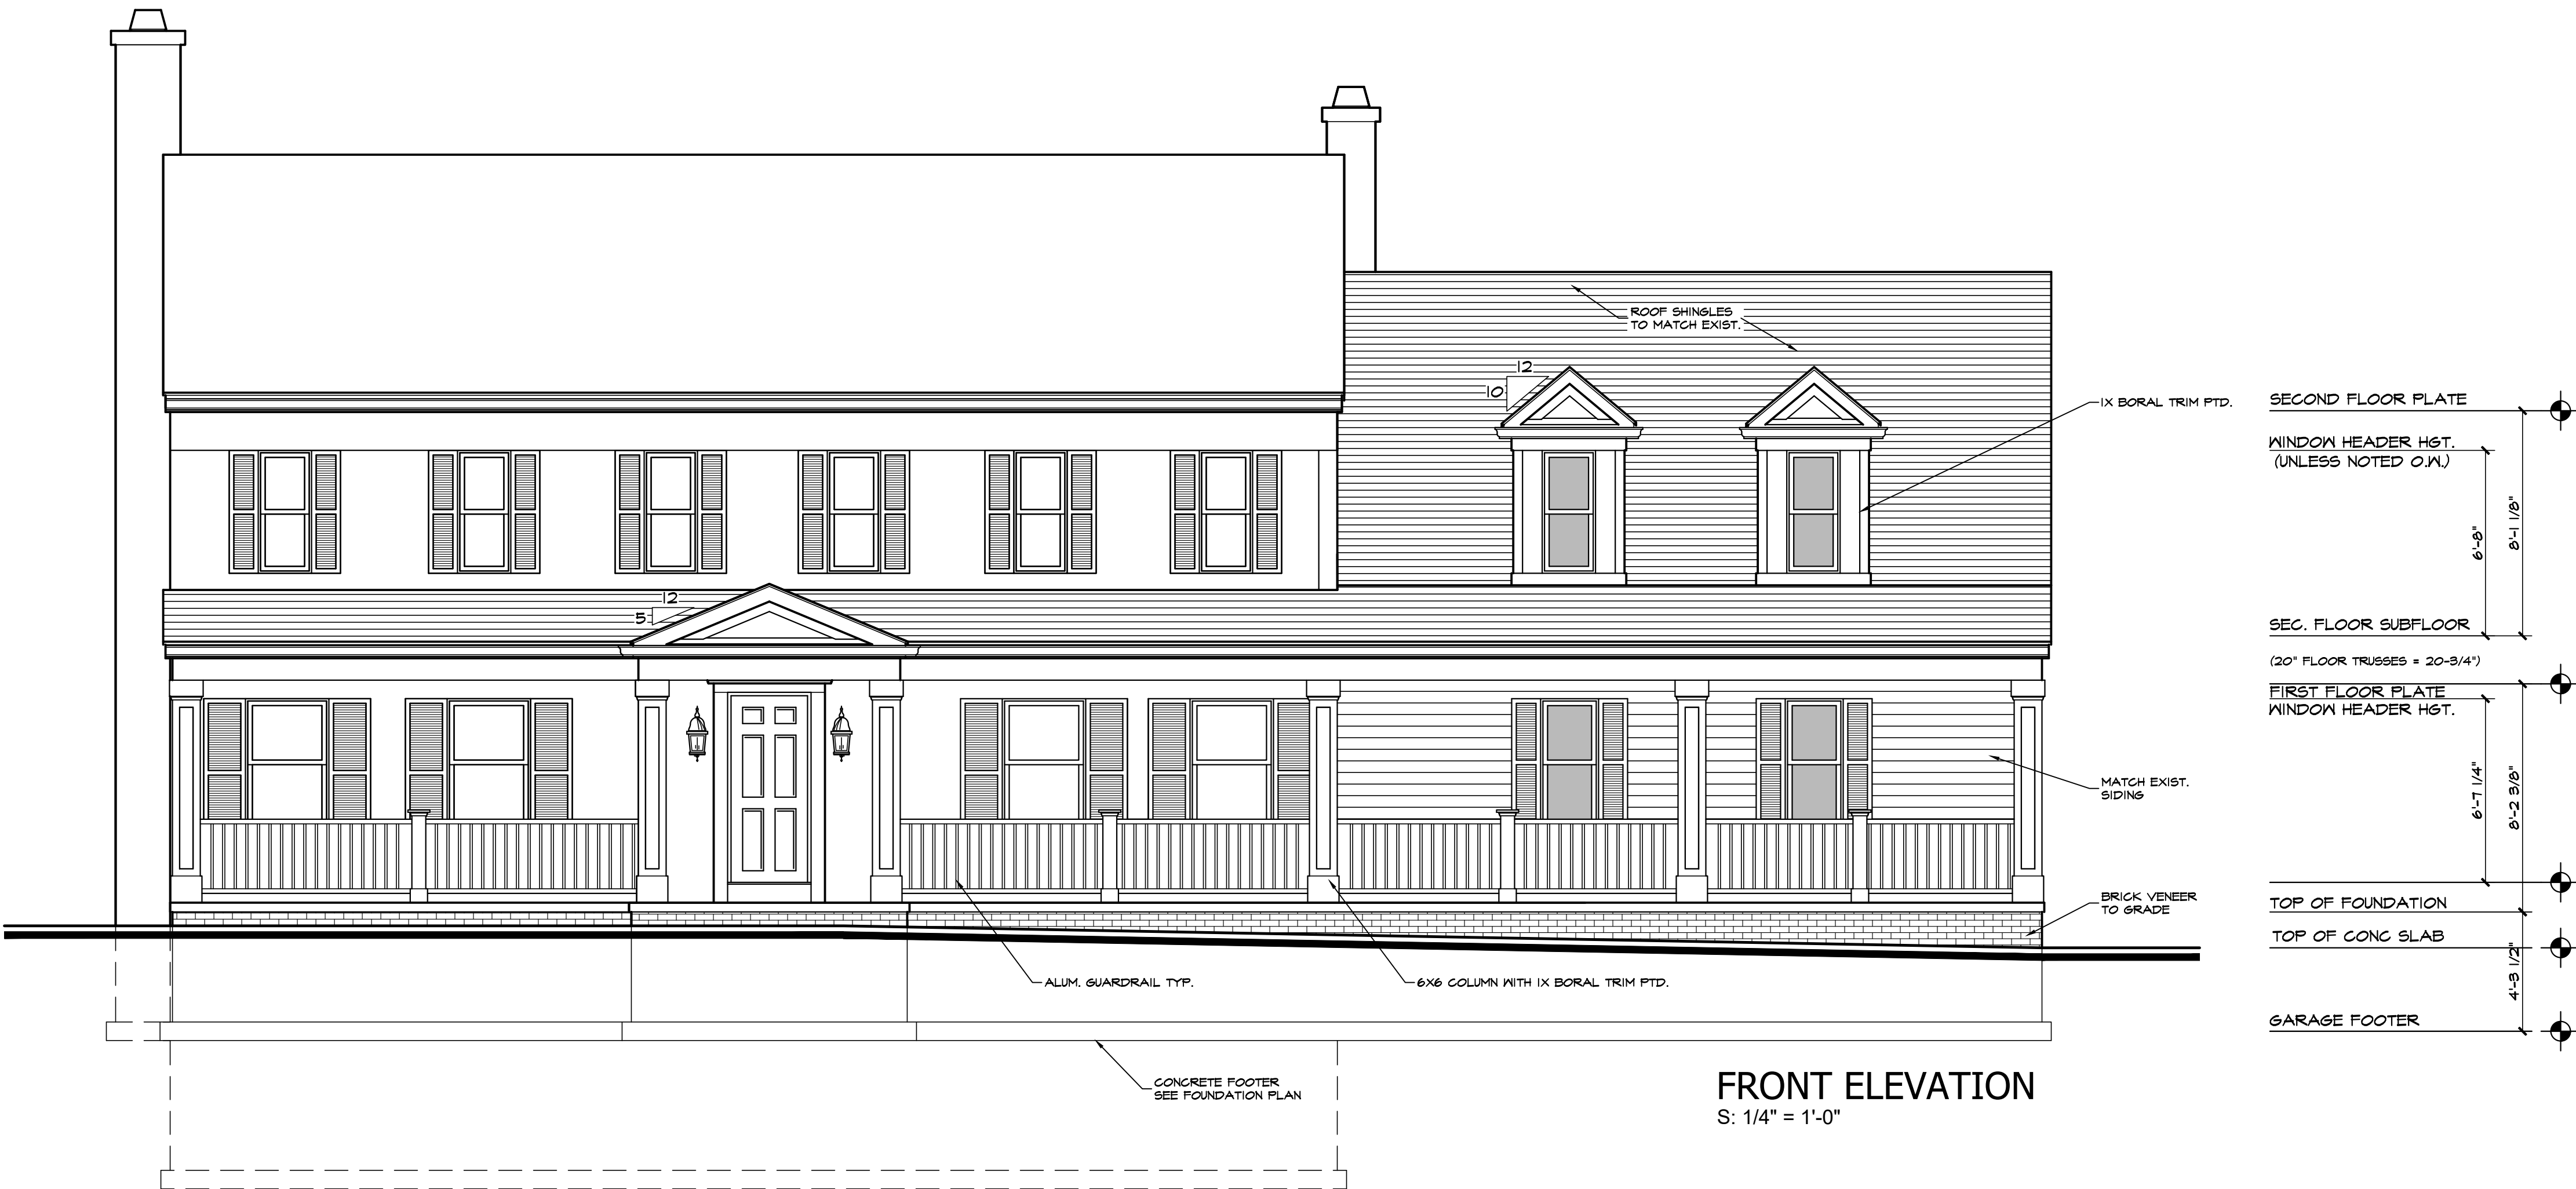 ROOF SHINGLES
TO MATCH EXIST.
12
10
1X BORAL TRIM PTD.
SECOND FLOOR PLATE
WINDOW HEADER HGT.
(UNLESS NOTED O.W.)
6'-8"
8'-1 1/8"
12
5
SEC. FLOOR SUBFLOOR
(20" FLOOR TRUSSES = 20-3/4")
FIRST FLOOR PLATE
WINDOW HEADER HGT.
MATCH EXIST.
SIDING
6'-7 1/4"
8'-2 3/8"
BRICK VENEER
TO GRADE
TOP OF FOUNDATION
TOP OF CONC SLAB
4'-3 1/2"
ALUM. GUARDRAIL TYP.
6X6 COLUMN WITH 1X BORAL TRIM PTD.
GARAGE FOOTER
CONCRETE FOOTER
SEE FOUNDATION PLAN
FRONT ELEVATION
S: 1/4" = 1'-0"